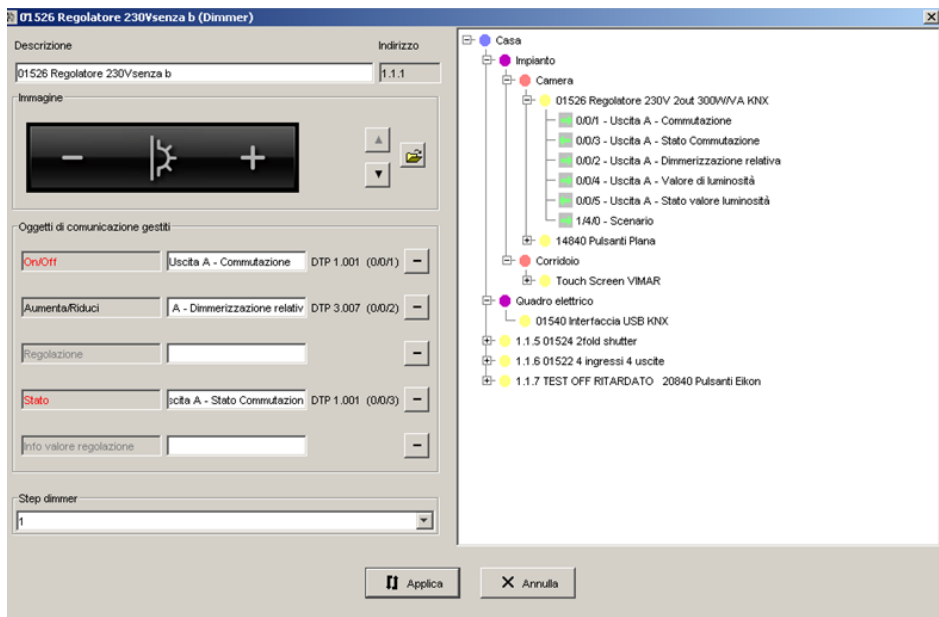 01526 Regolatore 230Vsenza b (Dimmer)
Descrizione
Indirizzo
01526 Regolatore 230Vsenza b
1.1.1
Immagine
Oggetti di comunicazione gestiti
On/Off
Uscita A - Commutazione
DTP 1.001 (0/0/1)
Aumenta/Riduci
A - Dimmerizzazione relativ
DTP 3.007 (0/0/2)
Regolazione
Stato
scita A - Stato Commutazion
DTP 1.001 (0/0/3)
Info valore regolazione
Step dimmer
1
Casa
Impianto
Camera
01526 Regolatore 230V 2out 300W/VA KNX
0/0/1 - Uscita A - Commutazione
0/0/3 - Uscita A - Stato Commutazione
0/0/2 - Uscita A - Dimmerizzazione relativa
0/0/4 - Uscita A - Valore di luminosità
0/0/5 - Uscita A - Stato valore luminosità
1/4/0 - Scenario
14840 Pulsanti Plana
Corridoio
Touch Screen VIMAR
Quadro elettrico
01540 Interfaccia USB KNX
1.1.5 01524 2fold shutter
1.1.6 01522 4 ingressi 4 uscite
1.1.7 TEST OFF RITARDATO 20840 Pulsanti Eikon
Applica
Annulla